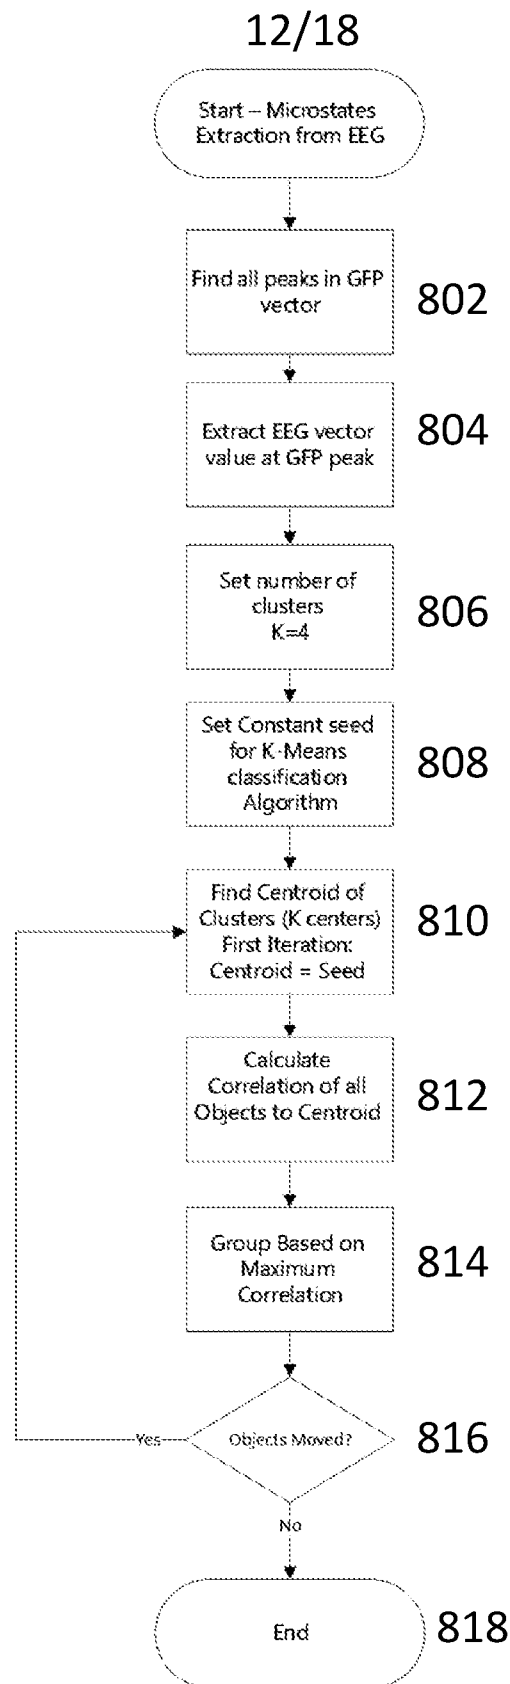 12/18
Start – Microstates
Extraction from EEG
Find all peaks in GFP
vector
802
Extract EEG vector
value at GFP peak
804
Set number of
clusters
K=4
806
Set Constant seed
for K-Means
classification
Algorithm
808
Find Centroid of
Clusters (K centers)
First Iteration:
Centroid = Seed
810
Calculate
Correlation of all
Objects to Centroid
812
Group Based on
Maximum
Correlation
814
Yes
Objects Moved?
816
No
End
818